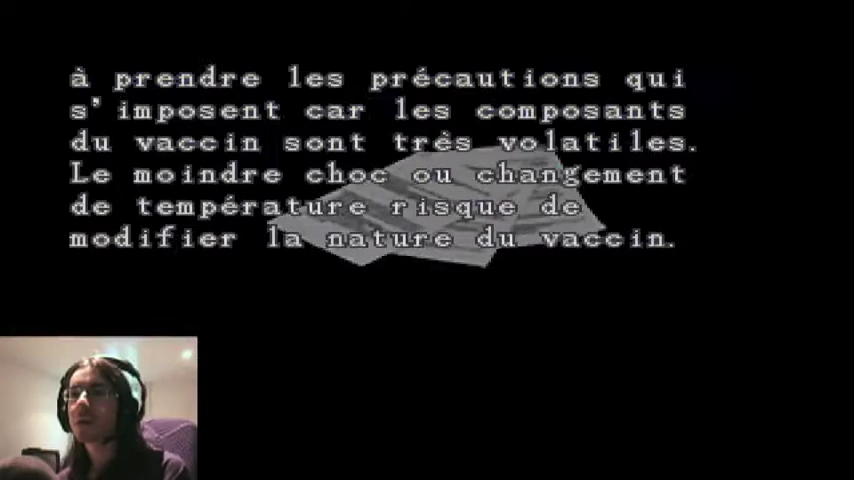 à prendre les précautions qui
s'imposent car les composants
du vaccin sont trés volatiles.
Le moindre choc ou changement
de température risque de
modifier la nature du vaccin.